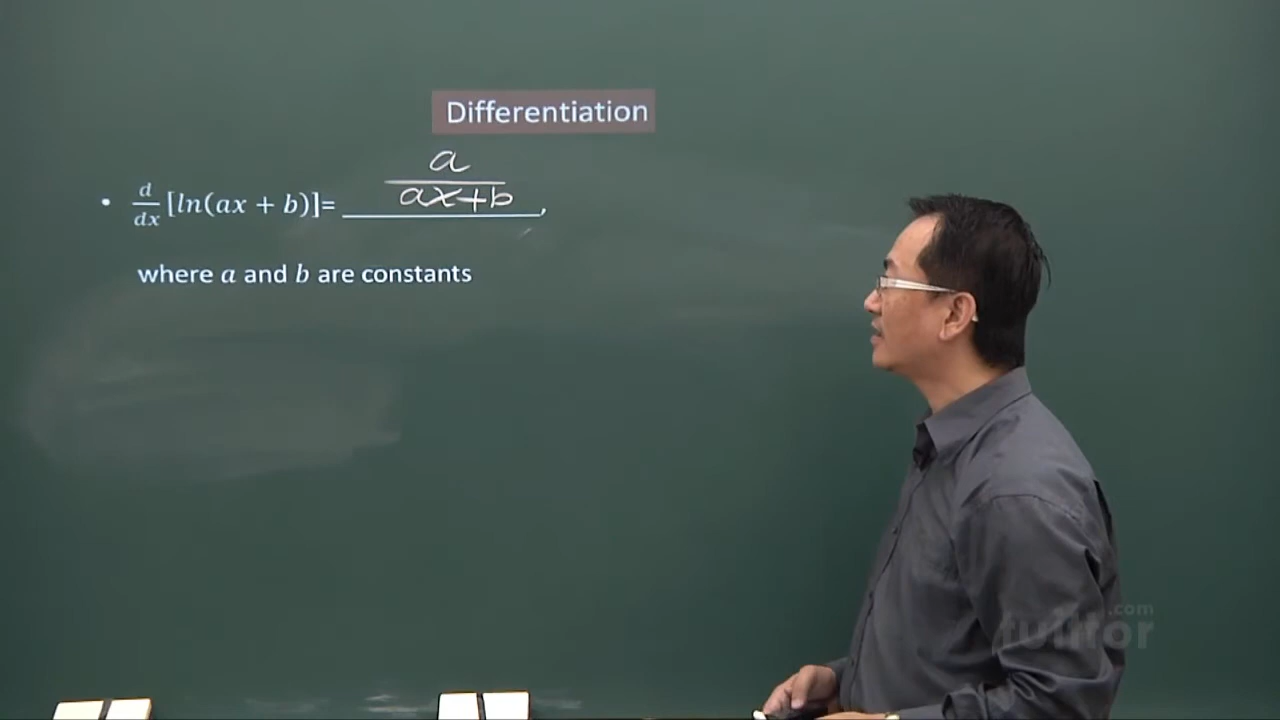 Differentiation
• d/dx [ln(ax + b)]= a/(ax+b) ,
where a and b are constants
tuitor.com